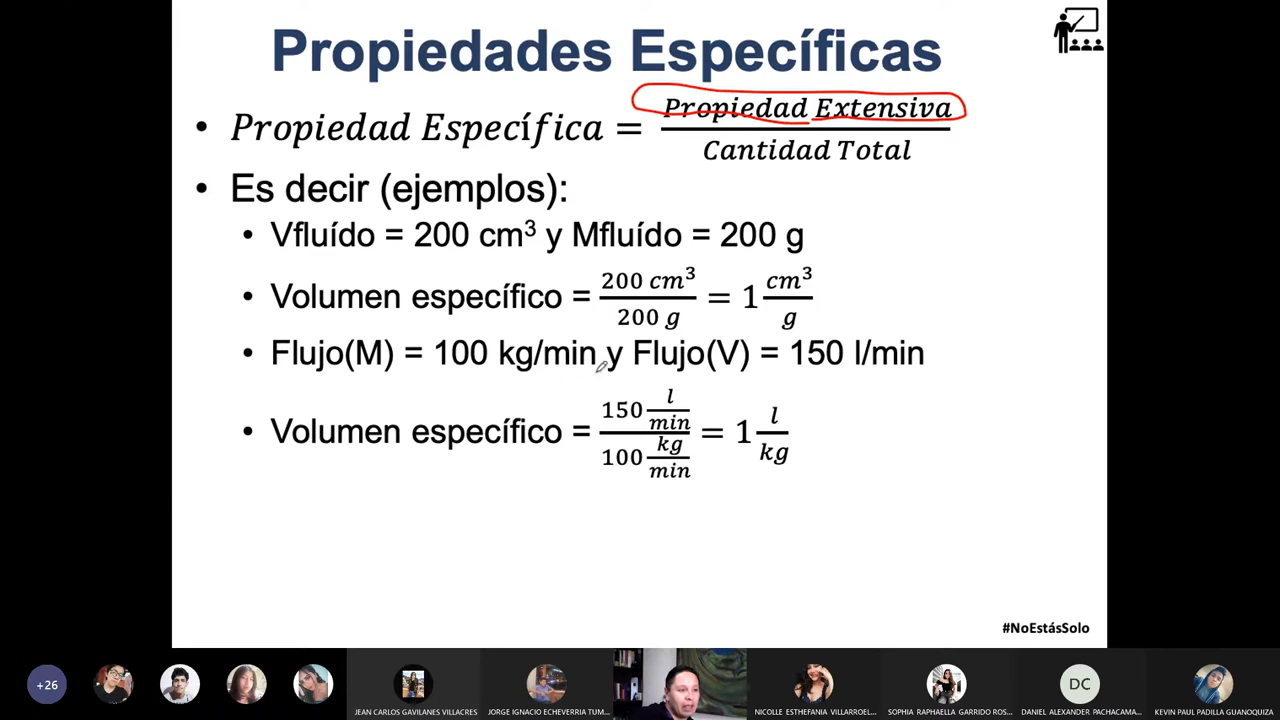 Propiedades Específicas
• Propiedad Específica = Propiedad Extensiva / Cantidad Total
• Es decir (ejemplos):
• Vfluído = 200 cm³ y Mfluído = 200 g
• Volumen específico = 200 cm³ / 200 g = 1 cm³ / g
• Flujo(M) = 100 kg/min y Flujo(V) = 150 l/min
• Volumen específico = 150 l/min / 100 kg/min = 1 l / kg
#NoEstásSolo
+26
JEAN CARLOS GAVILANES VILLACRES
JORGE IGNACIO ECHEVERRIA TUM...
NICOLLE ESTHEFANIA VILLARROEL...
SOPHIA RAPHAELLA GARRIDO ROS...
DC
DANIEL ALEXANDER PACHACAMA...
KEVIN PAUL PADILLA GUANOQUIZA